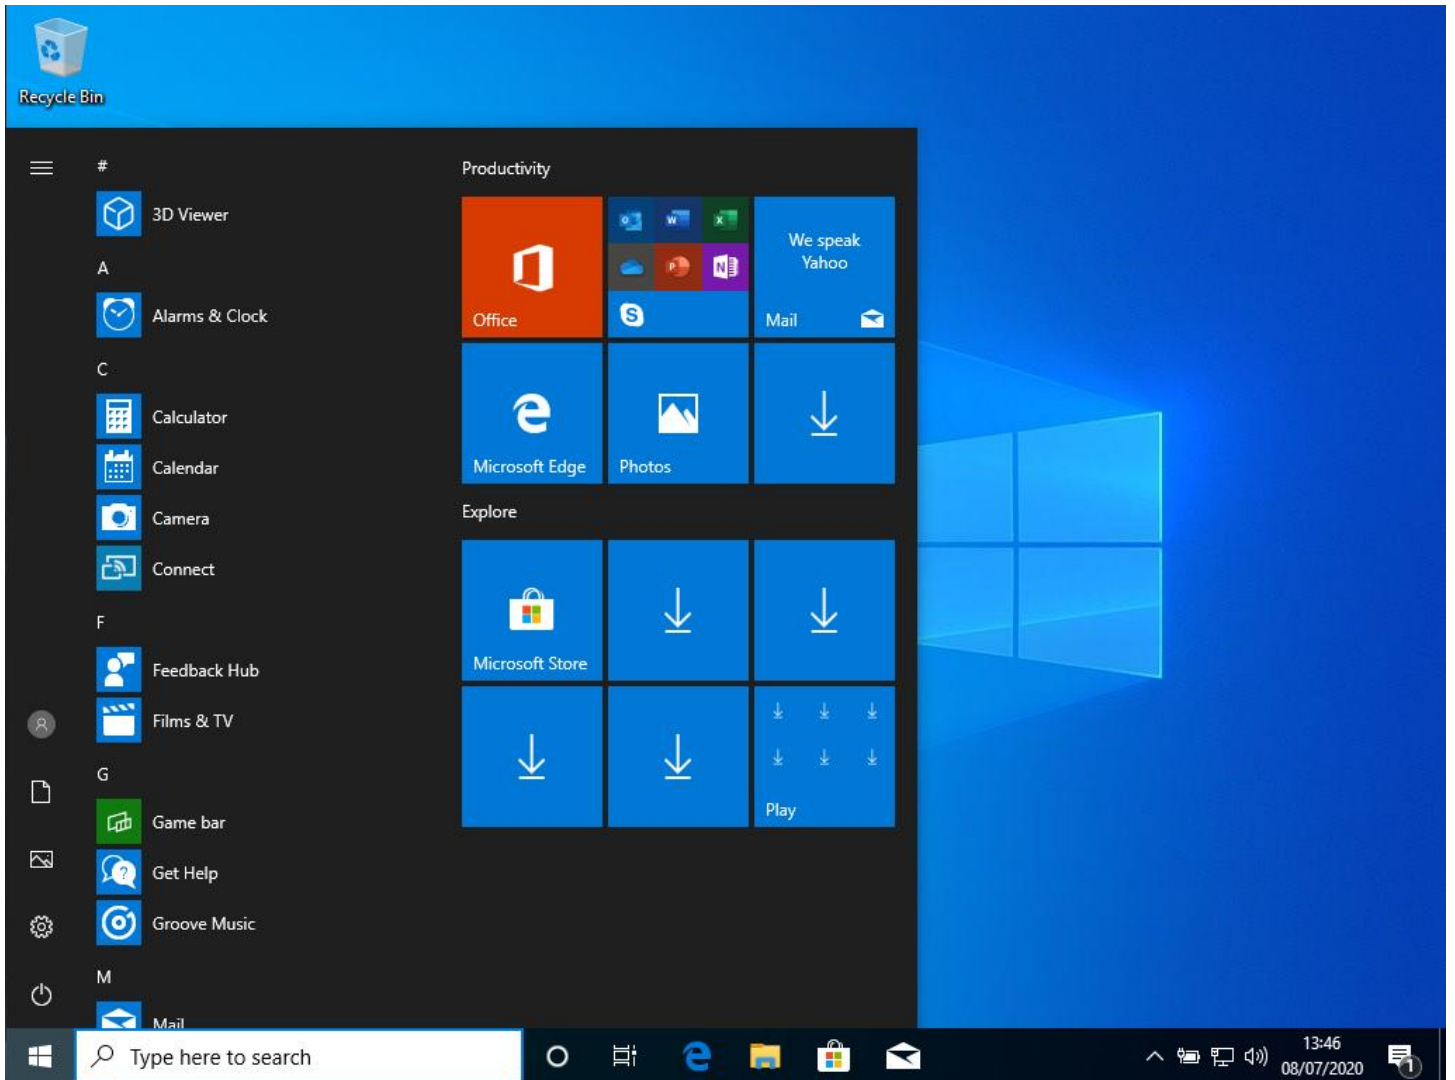 Recycle Bin
#
3D Viewer
A
Alarms & Clock
C
Calculator
Calendar
Camera
Connect
F
Feedback Hub
Films & TV
G
Game bar
Get Help
Groove Music
M
Mail
Productivity
Office
We speak
Yahoo
Mail
Microsoft Edge
Photos
Explore
Microsoft Store
Play
Type here to search
13:46
08/07/2020
1